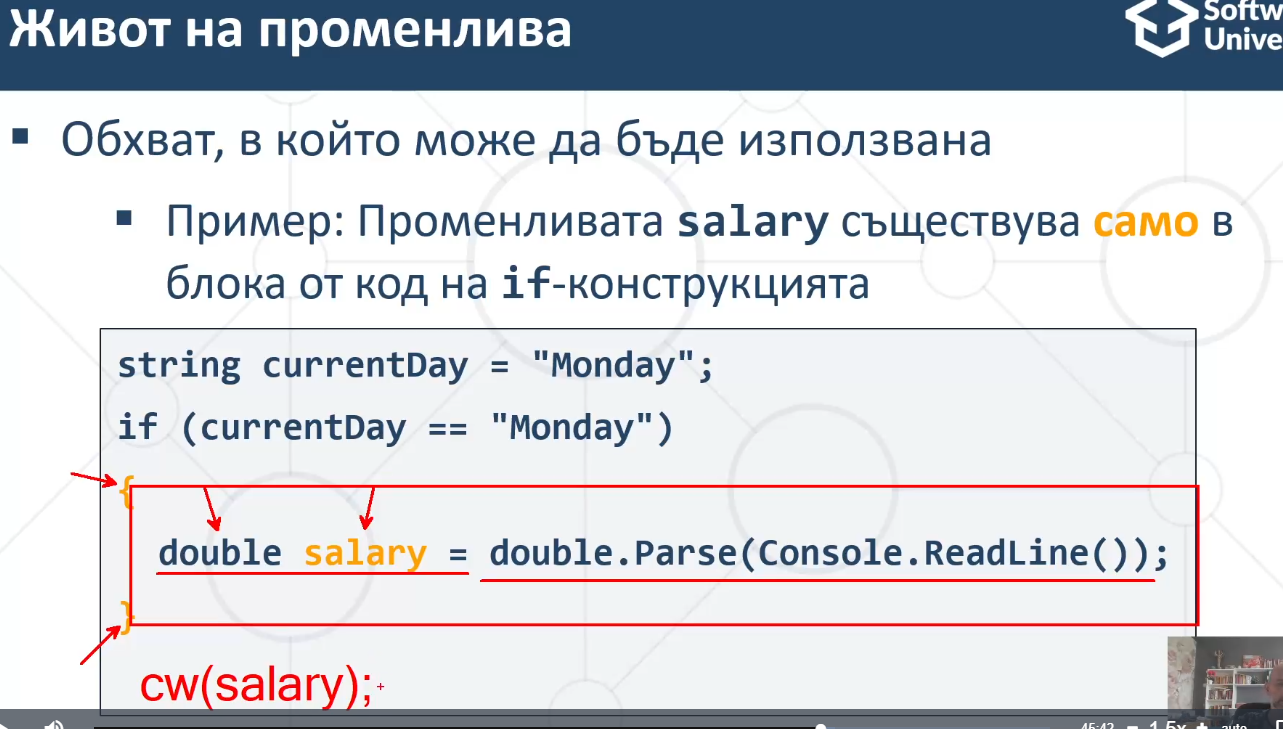 Живот на променлива
Softw
Unive
▪ Обхват, в който може да бъде използвана
▪ Пример: Променливата salary съществува само в
блока от код на if-конструкцията
string currentDay = "Monday";
if (currentDay == "Monday")
{
double salary = double.Parse(Console.ReadLine());
}
cw(salary);
45:42 1.5x auto